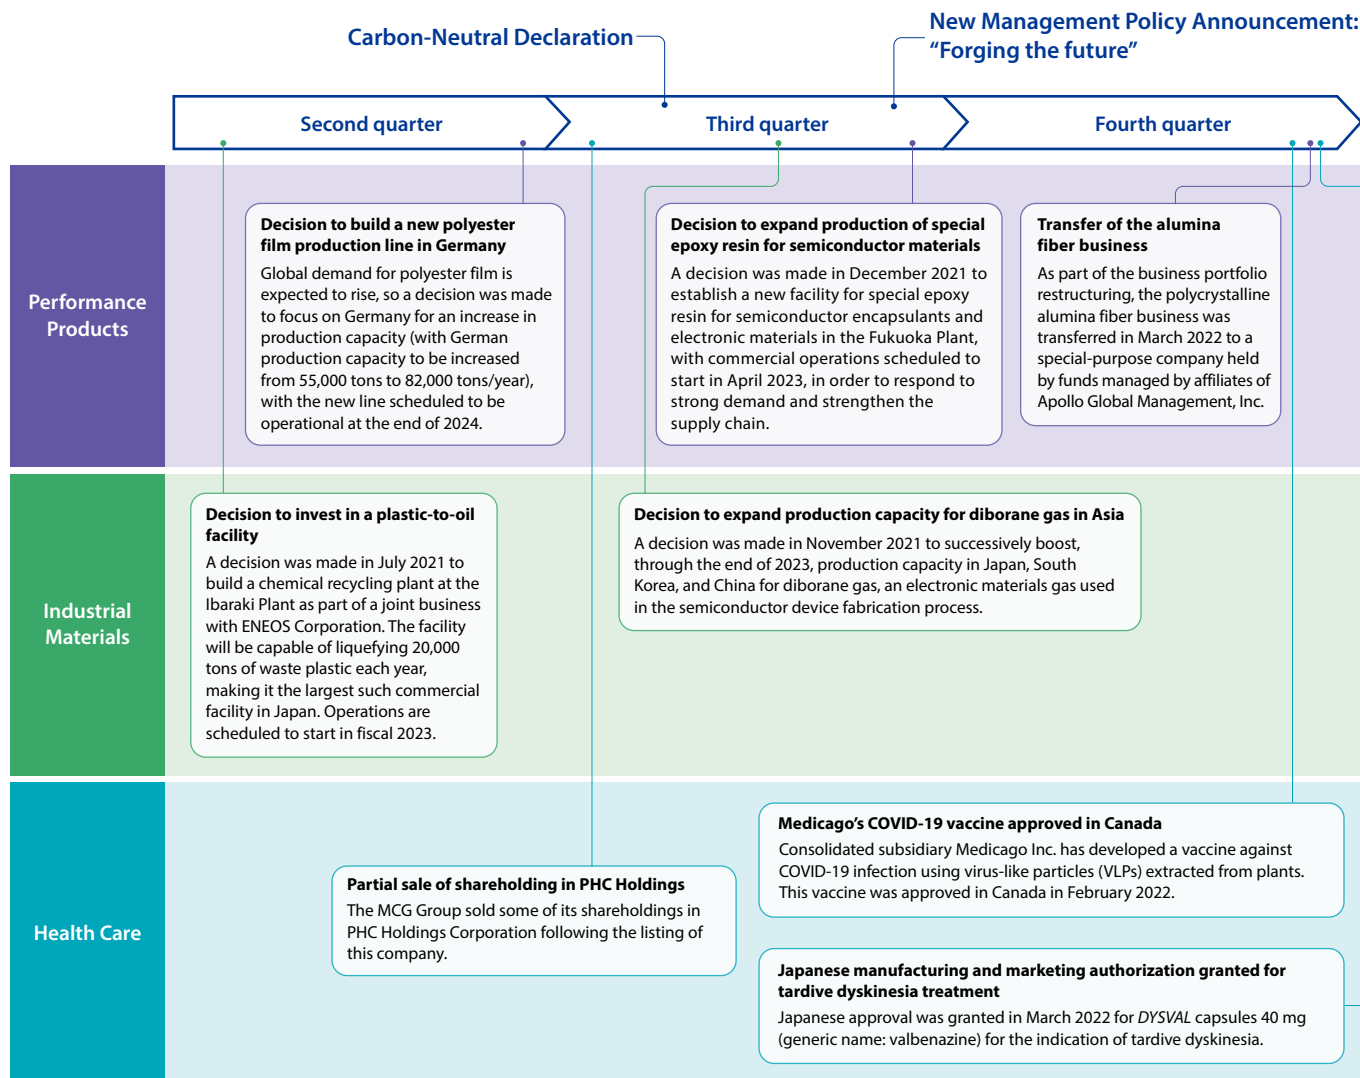 Carbon-Neutral Declaration
New Management Policy Announcement:
“Forging the future”
Second quarter
Third quarter
Fourth quarter
Performance
Products
Decision to build a new polyester
film production line in Germany
Global demand for polyester film is
expected to rise, so a decision was made
to focus on Germany for an increase in
production capacity (with German
production capacity to be increased
from 55,000 tons to 82,000 tons/year),
with the new line scheduled to be
operational at the end of 2024.
Decision to expand production of special
epoxy resin for semiconductor materials
A decision was made in December 2021 to
establish a new facility for special epoxy
resin for semiconductor encapsulants and
electronic materials in the Fukuoka Plant,
with commercial operations scheduled to
start in April 2023, in order to respond to
strong demand and strengthen the
supply chain.
Transfer of the alumina
fiber business
As part of the business portfolio
restructuring, the polycrystalline
alumina fiber business was
transferred in March 2022 to a
special-purpose company held
by funds managed by affiliates of
Apollo Global Management, Inc.
Industrial
Materials
Decision to invest in a plastic-to-oil
facility
A decision was made in July 2021 to
build a chemical recycling plant at the
Ibaraki Plant as part of a joint business
with ENEOS Corporation. The facility
will be capable of liquefying 20,000
tons of waste plastic each year,
making it the largest such commercial
facility in Japan. Operations are
scheduled to start in fiscal 2023.
Decision to expand production capacity for diborane gas in Asia
A decision was made in November 2021 to successively boost,
through the end of 2023, production capacity in Japan, South
Korea, and China for diborane gas, an electronic materials gas used
in the semiconductor device fabrication process.
Health Care
Partial sale of shareholding in PHC Holdings
The MCG Group sold some of its shareholdings in
PHC Holdings Corporation following the listing of
this company.
Medicago’s COVID-19 vaccine approved in Canada
Consolidated subsidiary Medicago Inc. has developed a vaccine against
COVID-19 infection using virus-like particles (VLPs) extracted from plants.
This vaccine was approved in Canada in February 2022.
Japanese manufacturing and marketing authorization granted for
tardive dyskinesia treatment
Japanese approval was granted in March 2022 for DYSVAL capsules 40 mg
(generic name: valbenazine) for the indication of tardive dyskinesia.